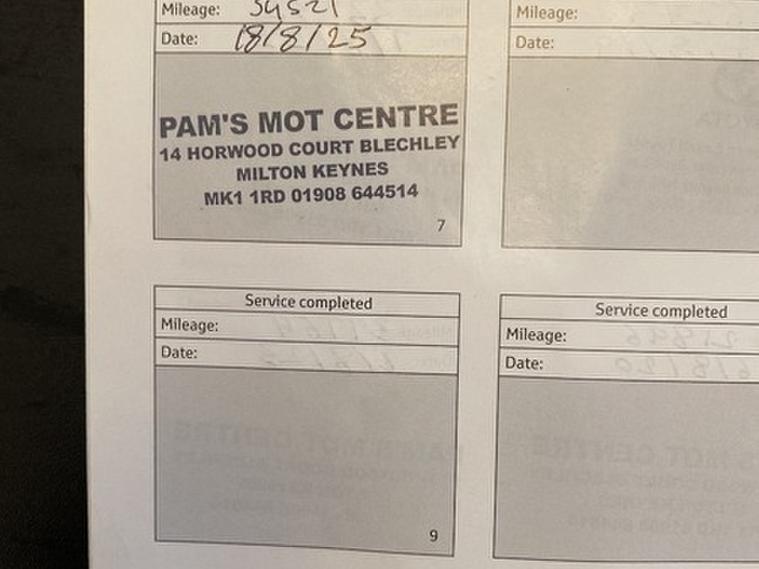 Mileage: 34521
Date: 18/8/25
PAM'S MOT CENTRE
14 HORWOOD COURT BLECHLEY
MILTON KEYNES
MK1 1RD 01908 644514
7
Mileage:
Date:
Service completed
Mileage:
Date:
9
Service completed
Mileage:
Date: